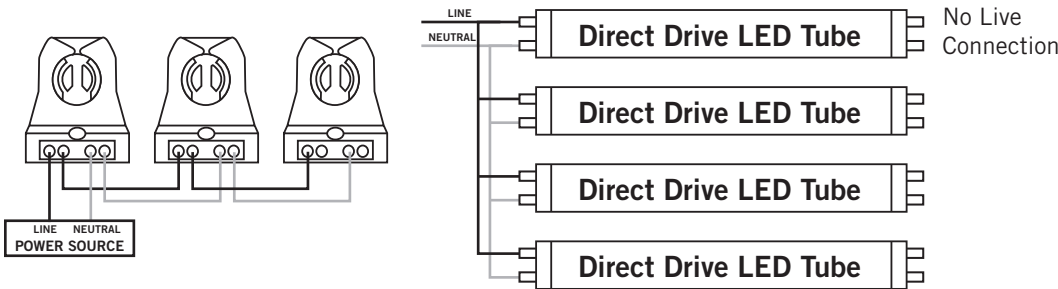 LINE NEUTRAL
POWER SOURCE
LINE
NEUTRAL
Direct Drive LED Tube
No Live
Connection
Direct Drive LED Tube
Direct Drive LED Tube
Direct Drive LED Tube